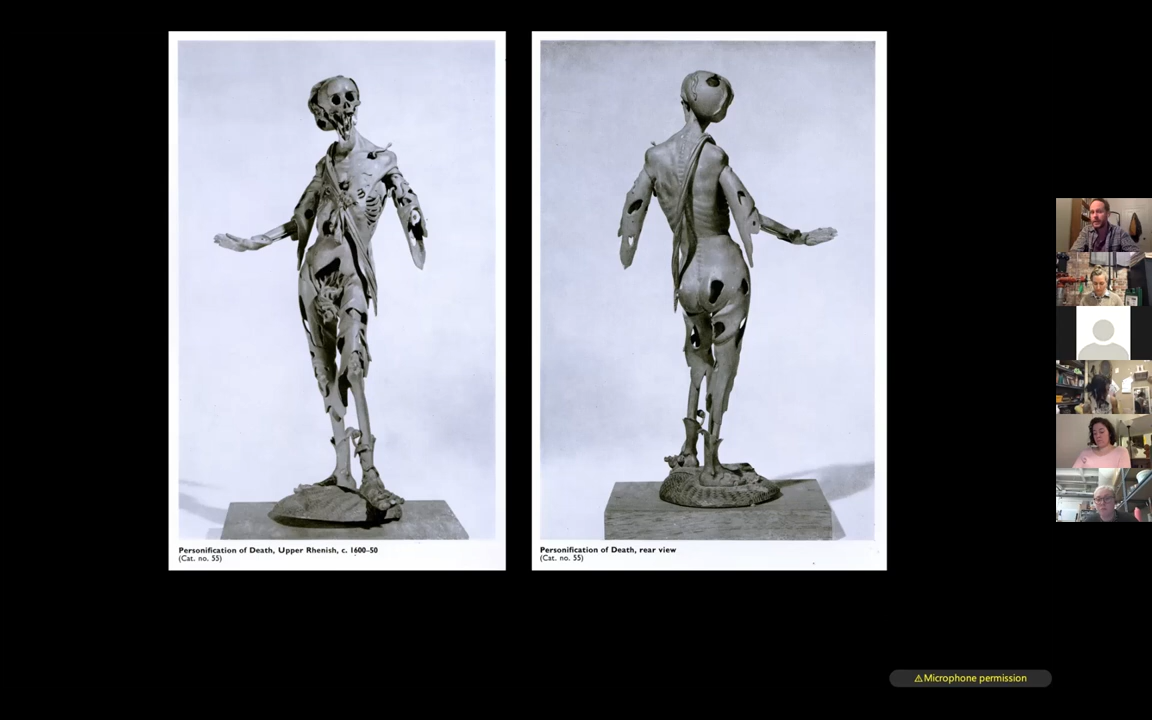 Personification of Death, Upper Rhenish, c. 1600–50
(Cat. no. 55)
Personification of Death, rear view
(Cat. no. 55)
⚠Microphone permission